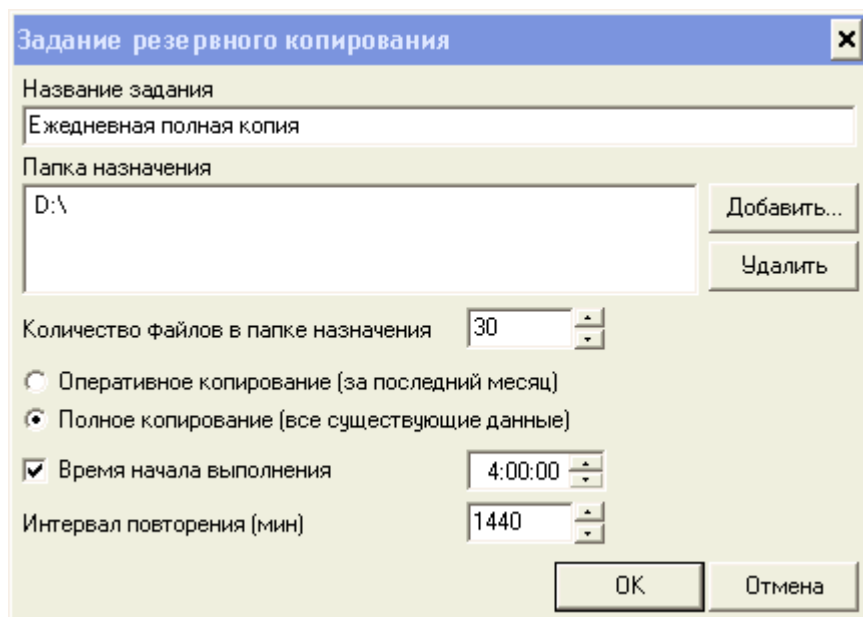 Задание резервного копирования
Название задания
Ежедневная полная копия
Папка назначения
D:\
Добавить...
Удалить
Количество файлов в папке назначения 30
Оперативное копирование (за последний месяц)
Полное копирование (все существующие данные)
Время начала выполнения 4:00:00
Интервал повторения (мин) 1440
OK Отмена